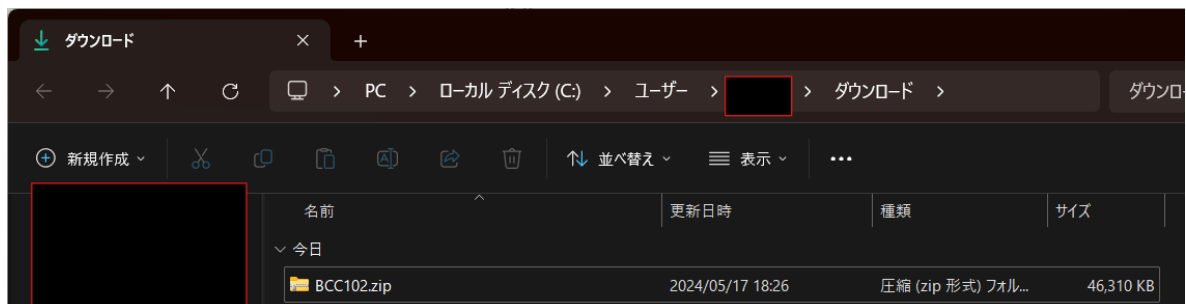 ダウンロード
PC > ローカル ディスク (C:) > ユーザー > > ダウンロード > ダウンロー
新規作成 並べ替え 表示 •••
名前 更新日時 種類 サイズ
今日
BCC102.zip 2024/05/17 18:26 圧縮 (zip 形式) フォル... 46,310 KB